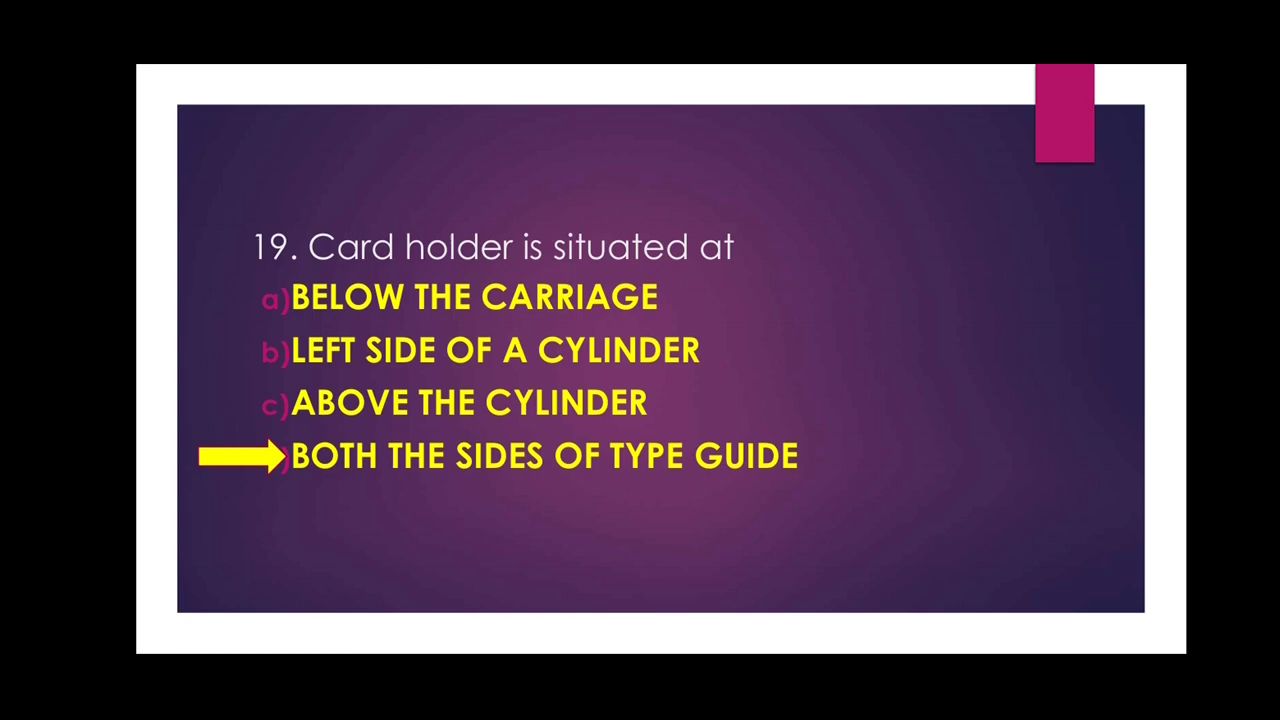 19. Card holder is situated at
a)BELOW THE CARRIAGE
b)LEFT SIDE OF A CYLINDER
c)ABOVE THE CYLINDER
)BOTH THE SIDES OF TYPE GUIDE